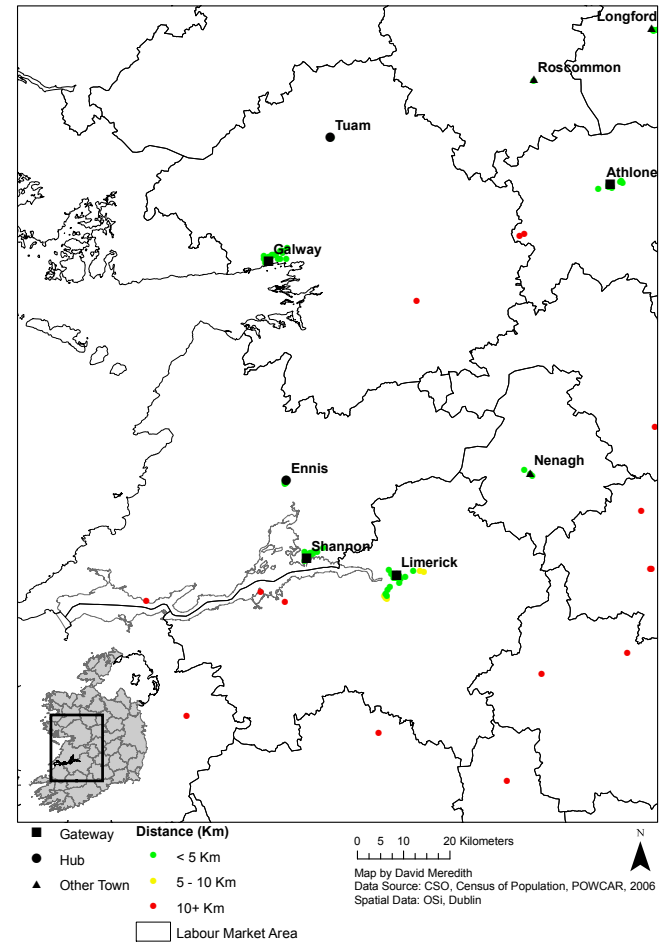 Longford
Roscommon
Tuam
Athlone
Galway
Ennis
Nenagh
Shannon
Limerick
Gateway
Hub
Other Town
Distance (Km)
< 5 Km
5 - 10 Km
10+ Km
Labour Market Area
0 5 10 20 Kilometers
Map by David Meredith
Data Source: CSO, Census of Population, POWCAR, 2006
Spatial Data: OSi, Dublin
N